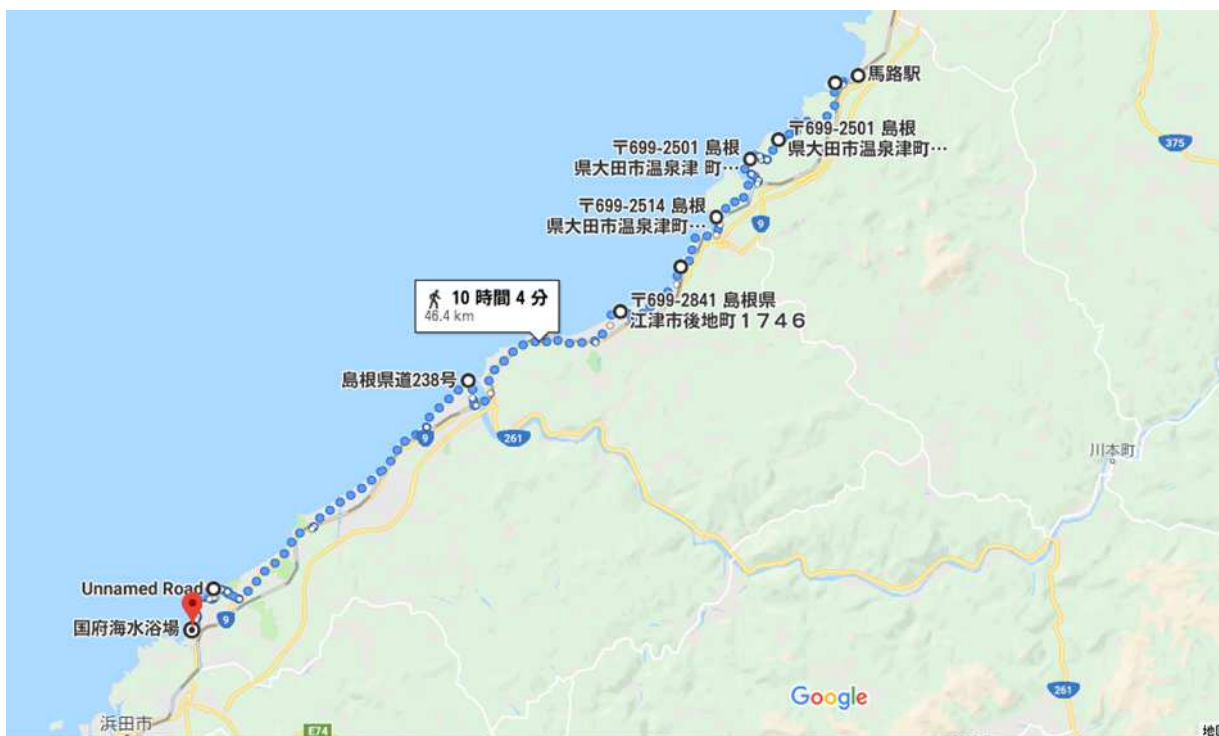 馬路駅
〒699-2501 島根
県大田市温泉津町…
375
〒699-2501 島根
県大田市温泉津 町…
〒699-2514 島根
県大田市温泉津町…
9
10 時間 4 分
46.4 km
〒699-2841 島根県
江津市後地町1746
島根県道238号
9
261
川本町
Unnamed Road
9
国府海水浴場
261
Google
浜田市
E74